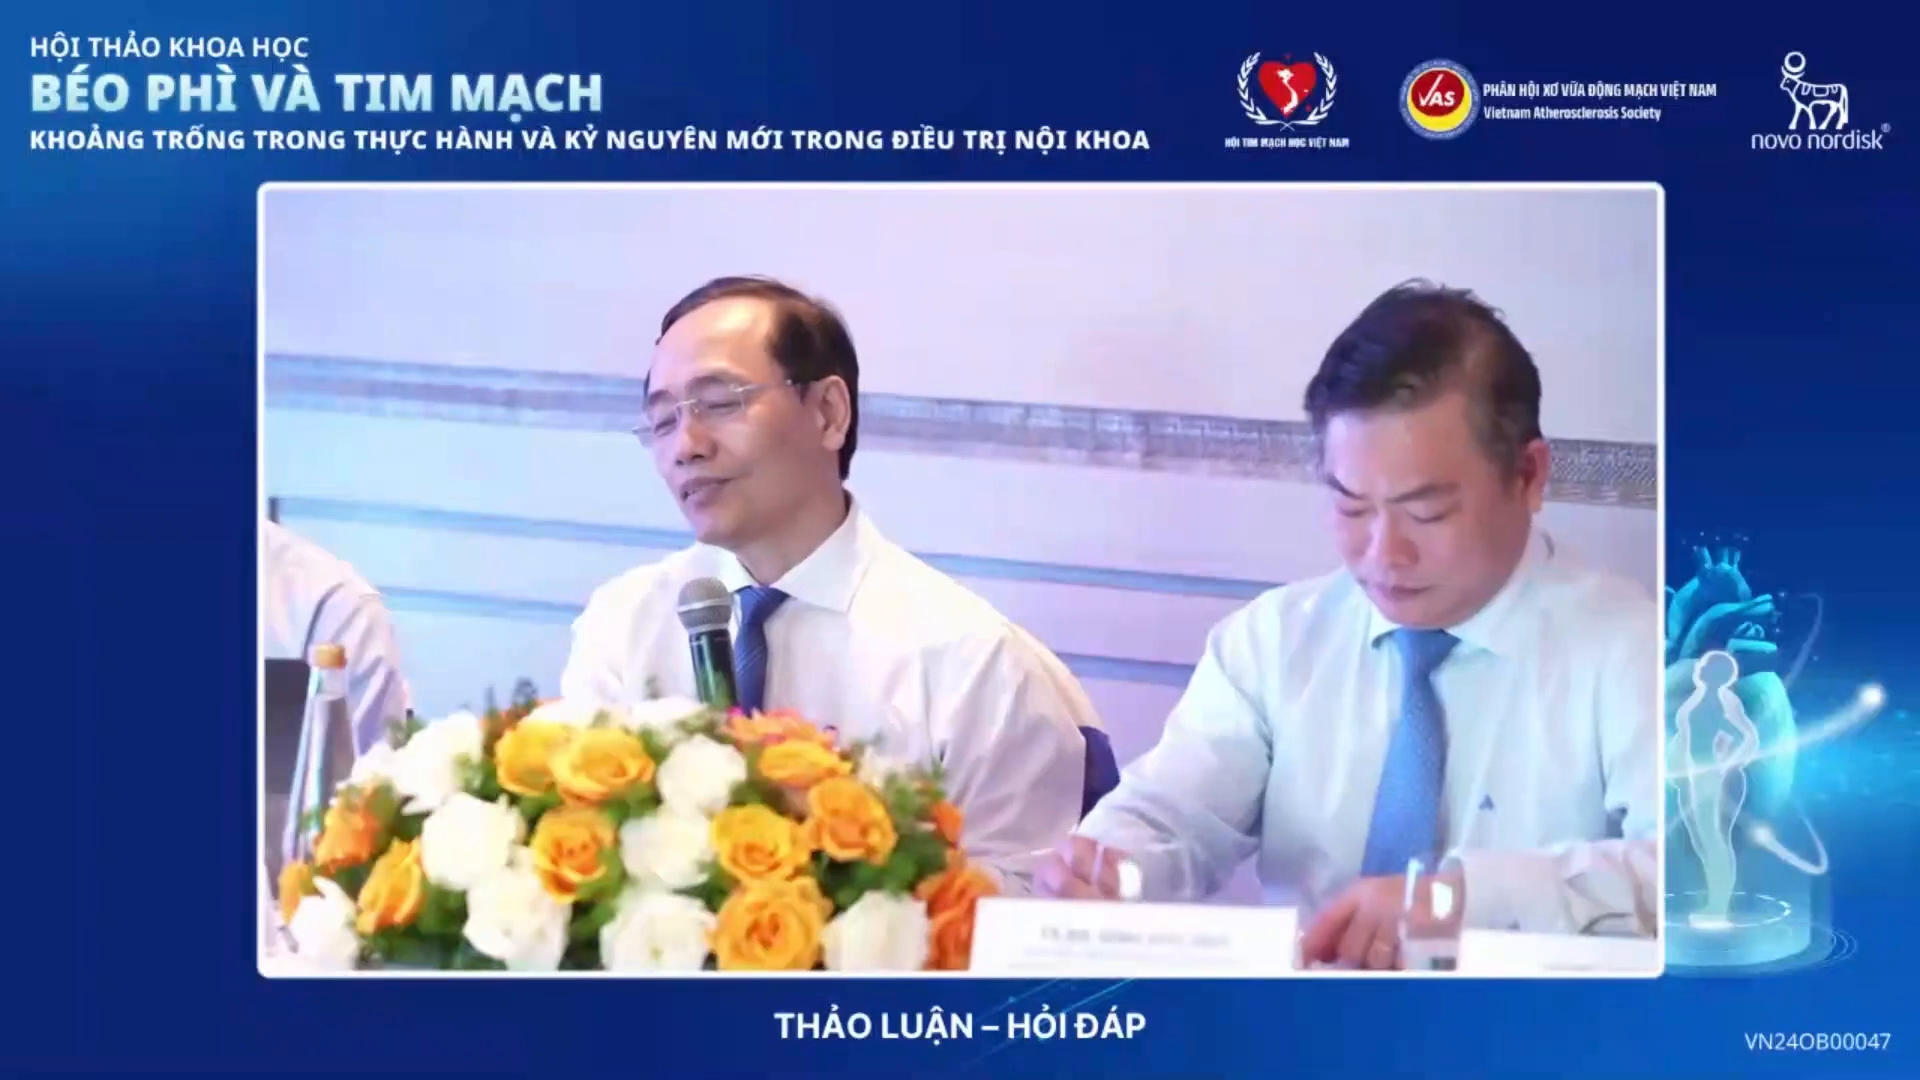 HỘI THẢO KHOA HỌC
BÉO PHÌ VÀ TIM MẠCH
KHOẢNG TRỐNG TRONG THỰC HÀNH VÀ KỶ NGUYÊN MỚI TRONG ĐIỀU TRỊ NỘI KHOA
HỘI TIM MẠCH HỌC VIỆT NAM
VAS
PHÂN HỘI XƠ VỮA ĐỘNG MẠCH VIỆT NAM
Vietnam Atherosclerosis Society
novo nordisk®
THẢO LUẬN – HỎI ĐÁP
VN24OB00047